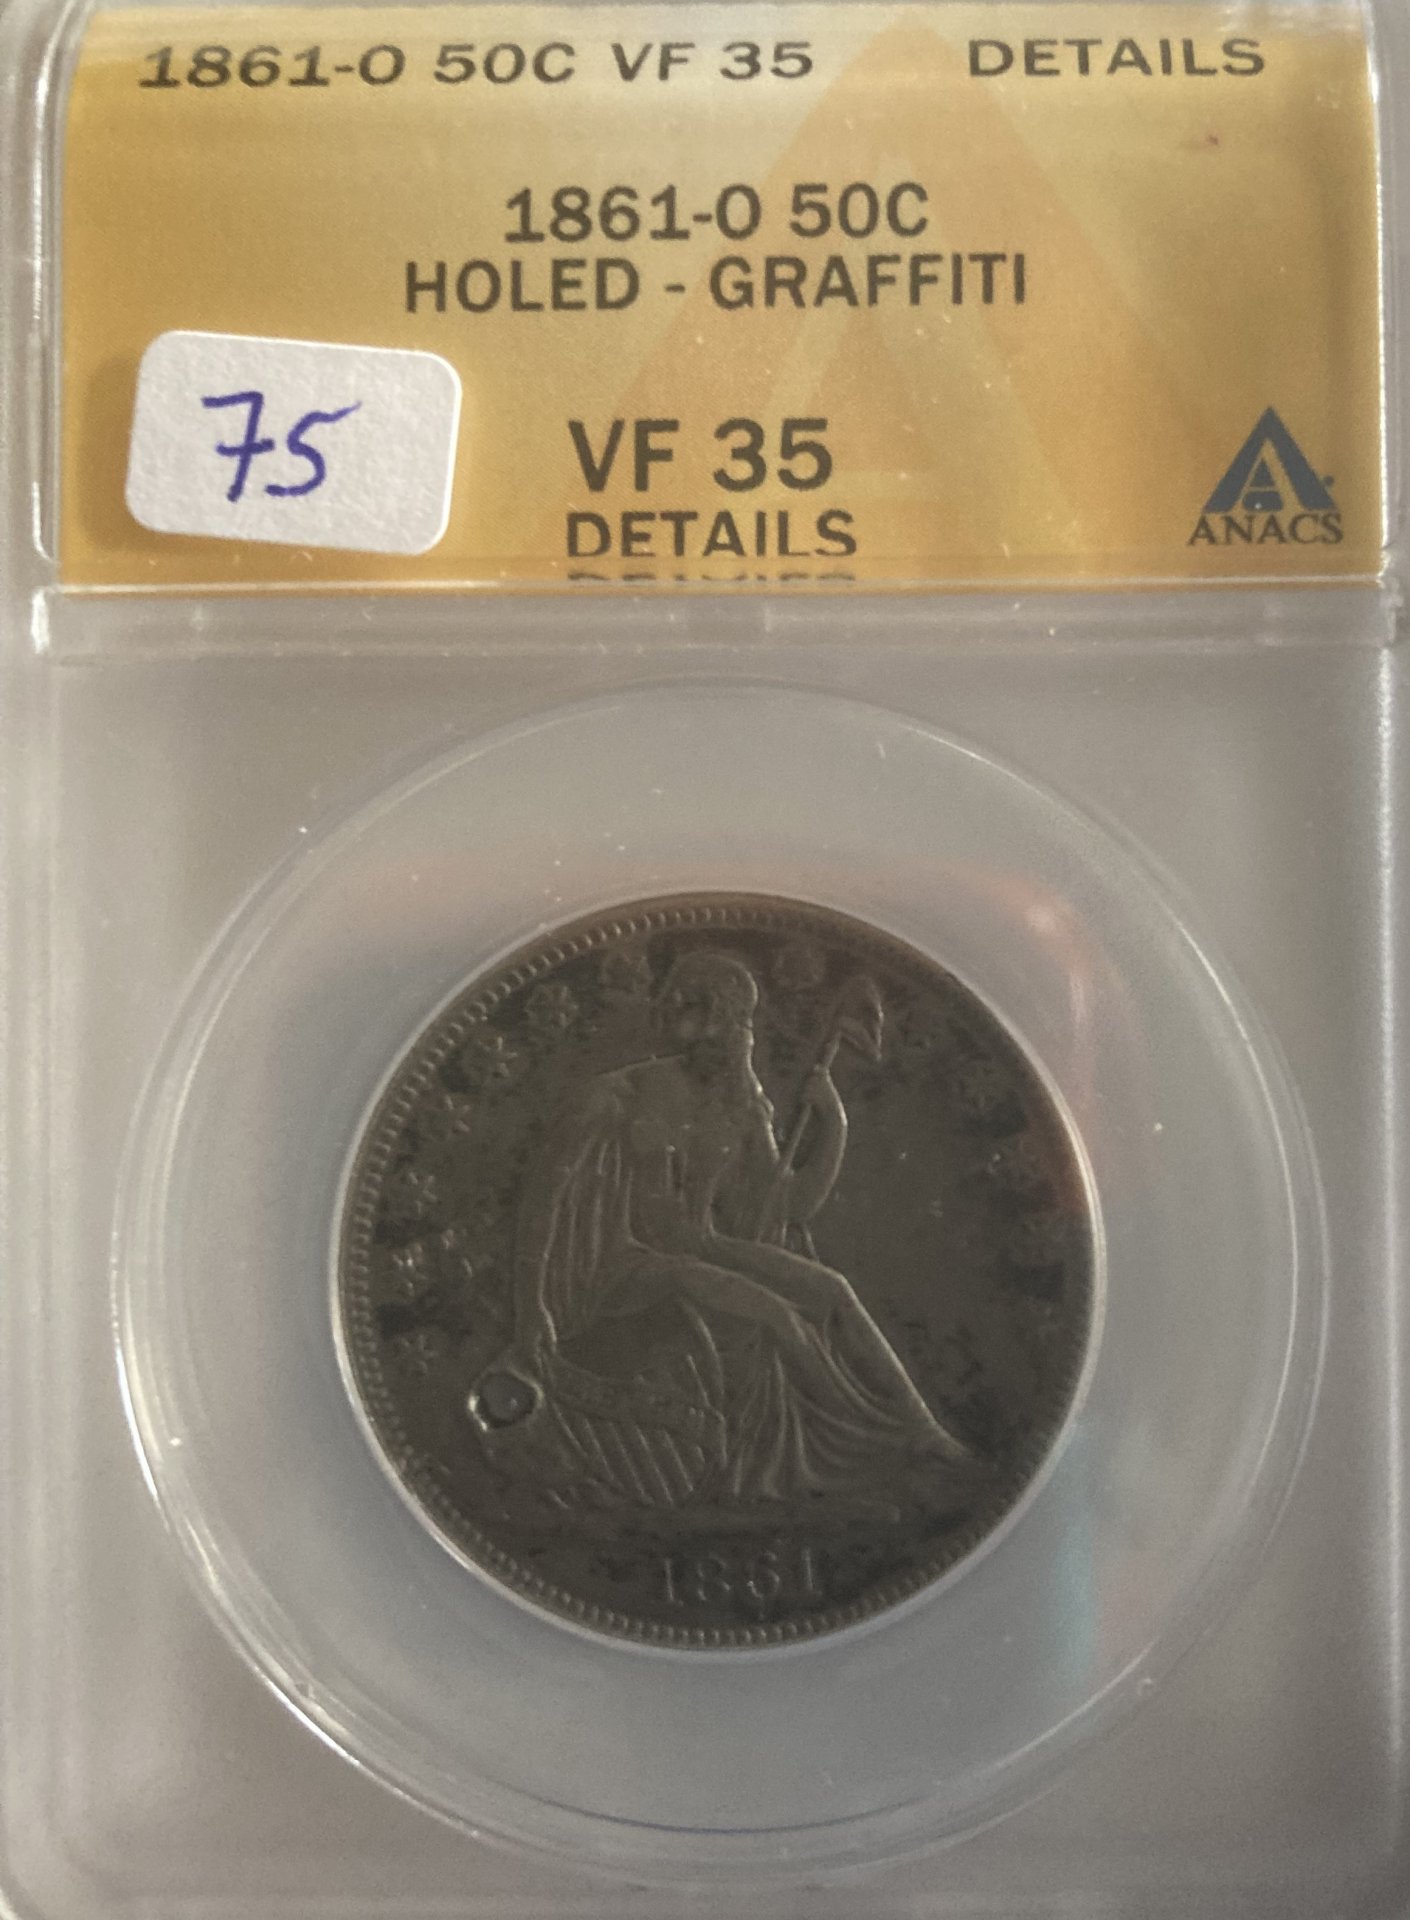 1861-O 50C VF 35 DETAILS
1861-O 50C
HOLED - GRAFFITI
75
VF 35
DETAILS
A
ANACS
1861